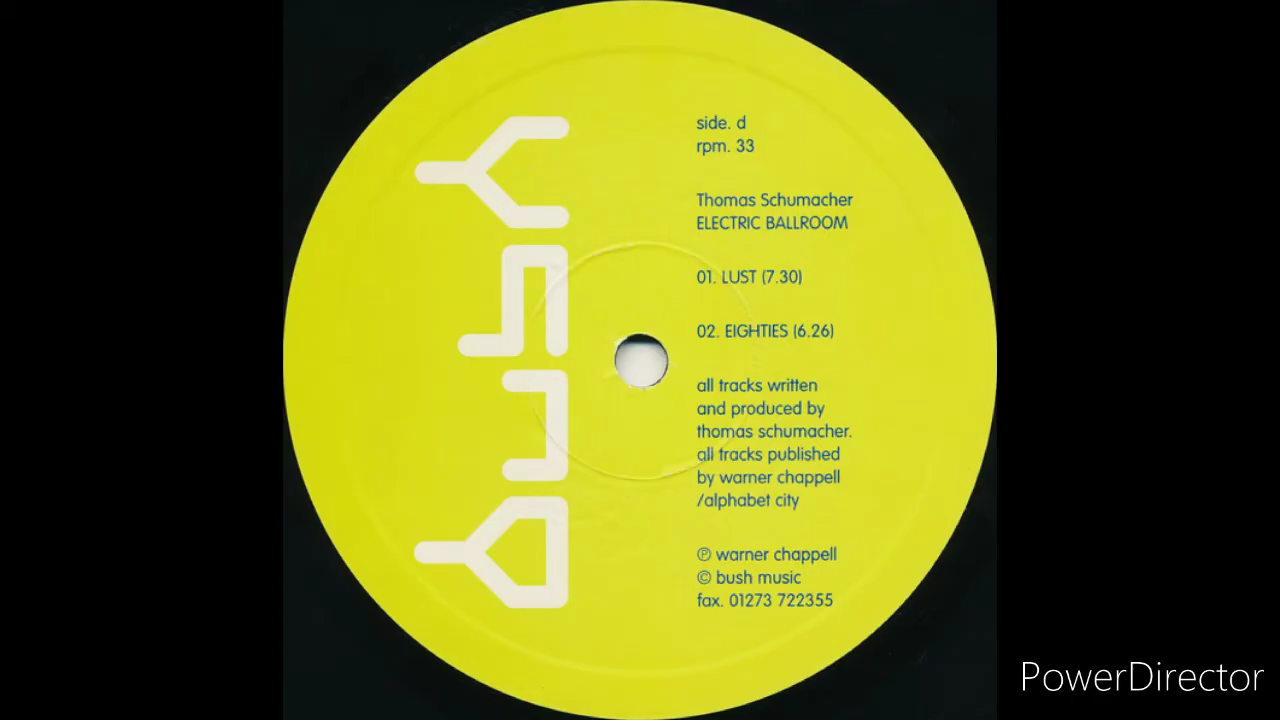 side. d
rpm. 33
Thomas Schumacher
ELECTRIC BALLROOM
01. LUST (7.30)
02. EIGHTIES (6.26)
all tracks written
and produced by
thomas schumacher.
all tracks published
by warner chappell
/alphabet city
℗ warner chappell
© bush music
fax. 01273 722355
PowerDirector